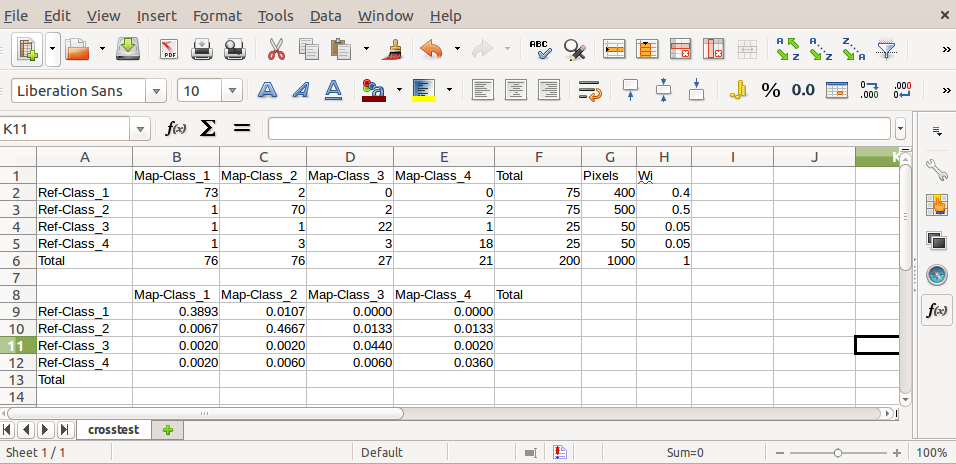 File Edit View Insert Format Tools Data Window Help
PDF ABC A Z A Z Z A
Liberation Sans 10 A A A a % 0.0 .000 .000
K11 f(x) Σ =
A B C D E F G H I J K
1 Map-Class_1 Map-Class_2 Map-Class_3 Map-Class_4 Total Pixels Wi
2 Ref-Class_1 73 2 0 0 75 400 0.4
3 Ref-Class_2 1 70 2 2 75 500 0.5
4 Ref-Class_3 1 1 22 1 25 50 0.05
5 Ref-Class_4 1 3 3 18 25 50 0.05
6 Total 76 76 27 21 200 1000 1
7
8 Map-Class_1 Map-Class_2 Map-Class_3 Map-Class_4 Total
9 Ref-Class_1 0.3893 0.0107 0.0000 0.0000
10 Ref-Class_2 0.0067 0.4667 0.0133 0.0133
11 Ref-Class_3 0.0020 0.0020 0.0440 0.0020
12 Ref-Class_4 0.0020 0.0060 0.0060 0.0360
13 Total
14
crosstest
Sheet 1 / 1 Default Sum=0 100%